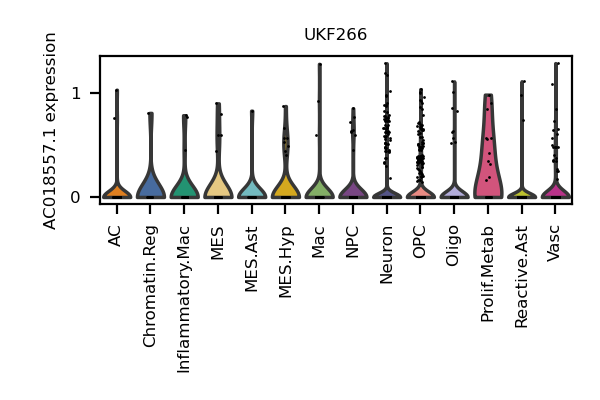 UKF266
AC018557.1 expression
1
0
AC
Chromatin.Reg
Inflammatory.Mac
MES
MES.Ast
MES.Hyp
Mac
NPC
Neuron
OPC
Oligo
Prolif.Metab
Reactive.Ast
Vasc